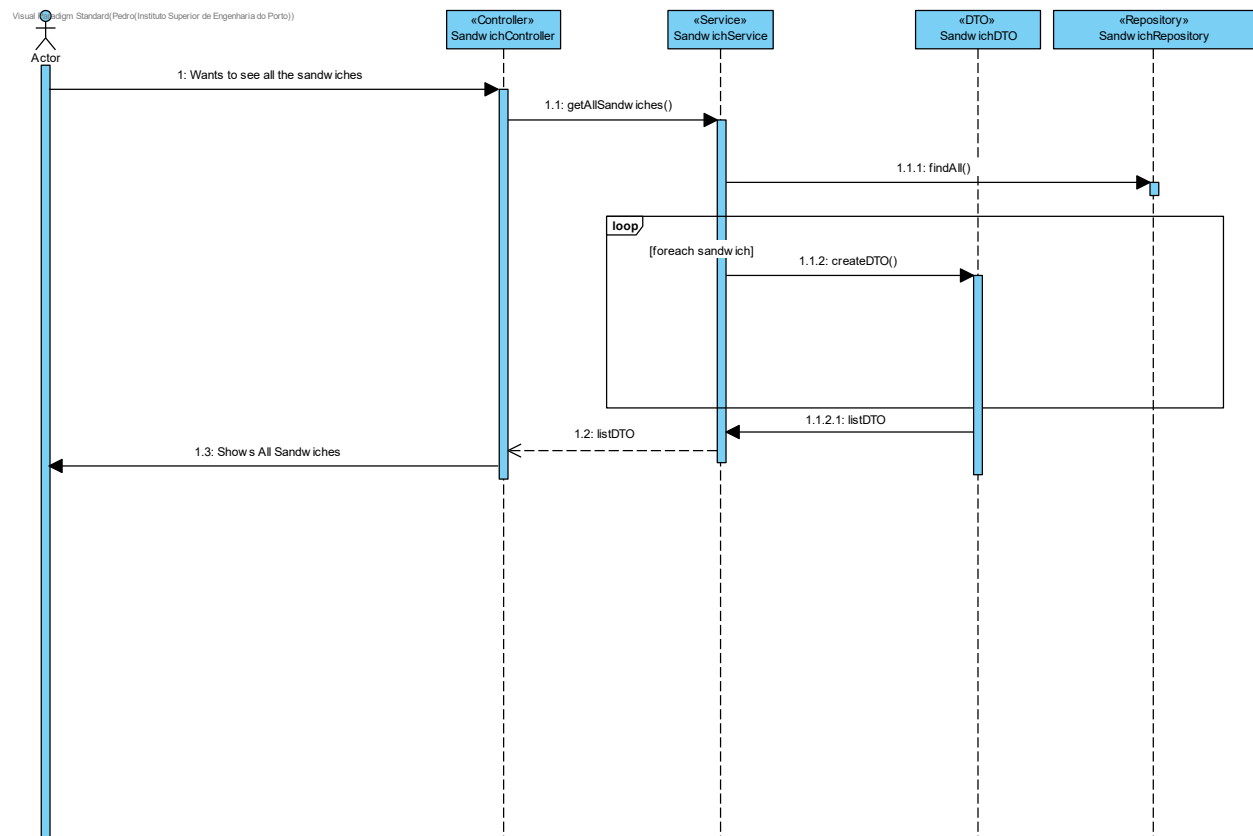 Visual Paradigm Standard(Pedro(Instituto Superior de Engenharia do Porto))
Actor
«Controller»
SandwichController
«Service»
SandwichService
«DTO»
SandwichDTO
«Repository»
SandwichRepository
1: Wants to see all the sandwiches
1.1: getAllSandwiches()
1.1.1: findAll()
loop
[foreach sandwich]
1.1.2: createDTO()
1.1.2.1: listDTO
1.2: listDTO
1.3: Shows All Sandwiches